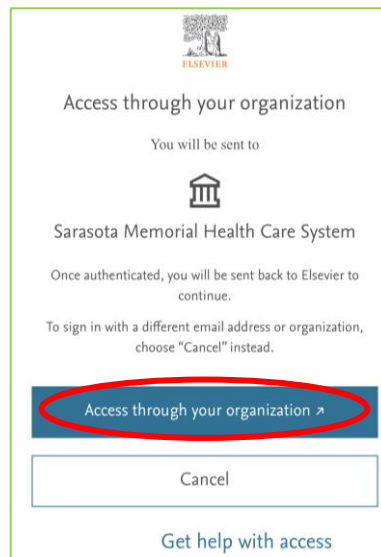 ELSEVIER
Access through your organization
You will be sent to
Sarasota Memorial Health Care System
Once authenticated, you will be sent back to Elsevier to
continue.
To sign in with a different email address or organization,
choose “Cancel” instead.
Access through your organization ↗
Cancel
Get help with access